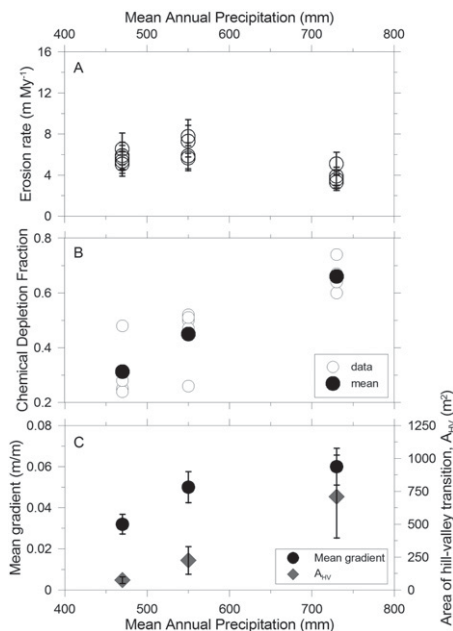 Mean Annual Precipitation (mm)
400 500 600 700 800
16
12
8
4
0
Erosion rate (m My⁻¹)
A
0.8
0.6
0.4
0.2
Chemical Depletion Fraction
B
data
mean
0.08
0.06
0.04
0.02
0
Mean gradient (m/m)
C
1250
1000
750
500
250
0
Area of hill-valley transition, A_HV (m²)
Mean gradient
A_HV
400 500 600 700 800
Mean Annual Precipitation (mm)